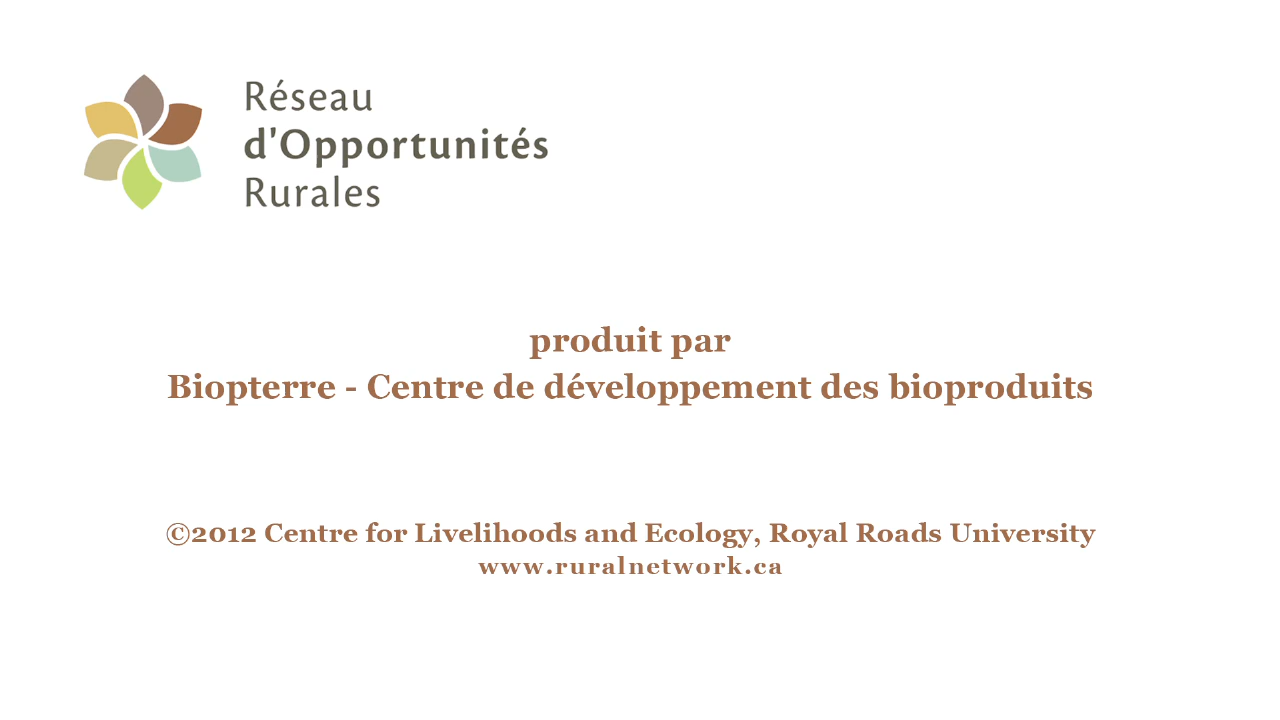 Réseau
d'Opportunités
Rurales
produit par
Biopterre - Centre de développement des bioproduits
©2012 Centre for Livelihoods and Ecology, Royal Roads University
www.ruralnetwork.ca